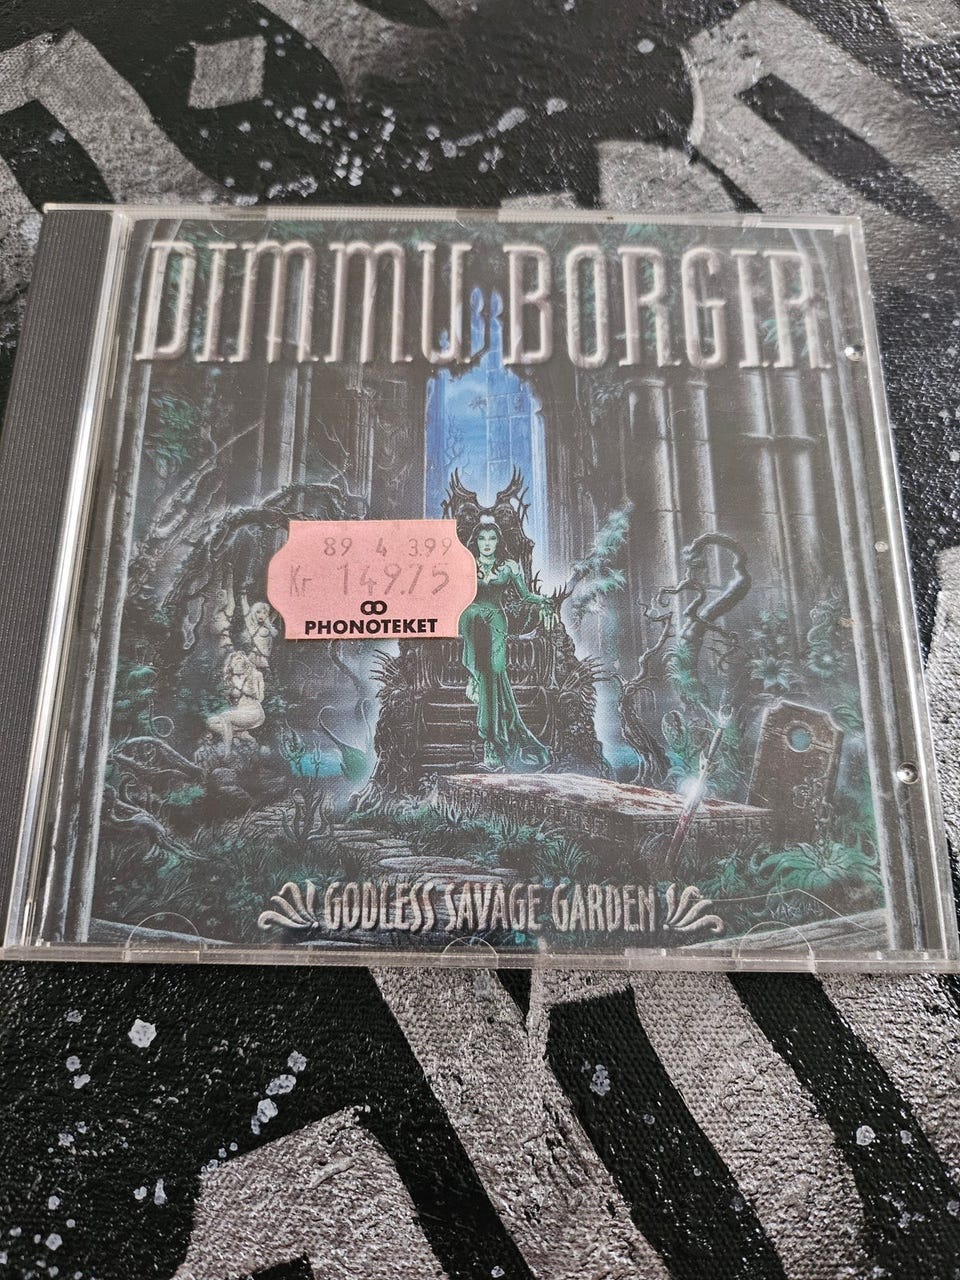 DIMMU BORGIR
89 4 3.99
Kr 149.75
PHONOTEKET
! GODLESS SAVAGE GARDEN !